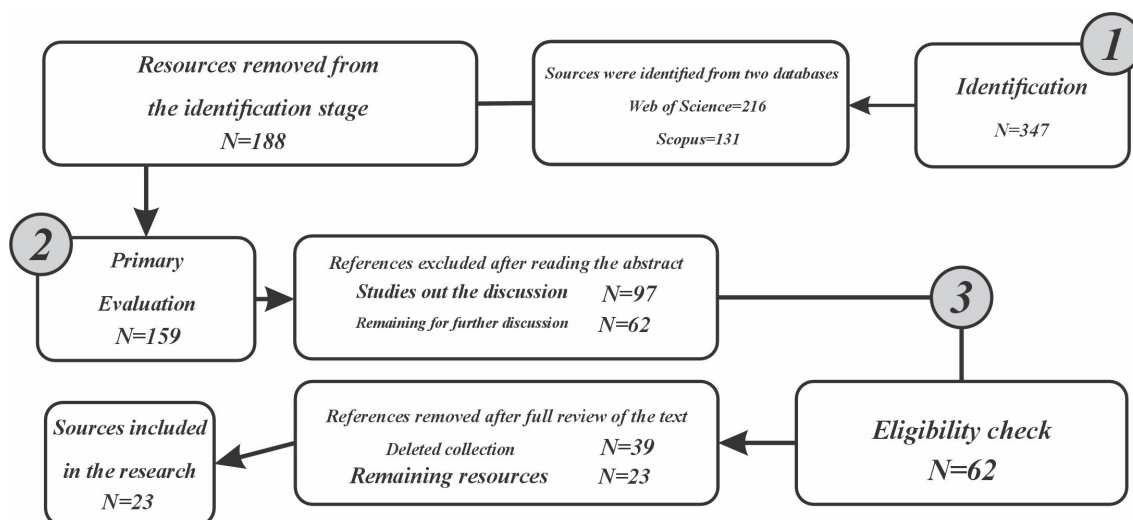 1
Identification
N=347
Sources were identified from two databases
Web of Science=216
Scopus=131
Resources removed from
the identification stage
N=188
2
Primary
Evaluation
N=159
References excluded after reading the abstract
Studies out the discussion N=97
Remaining for further discussion N=62
3
Eligibility check
N=62
References removed after full review of the text
Deleted collection N=39
Remaining resources N=23
Sources included
in the research
N=23